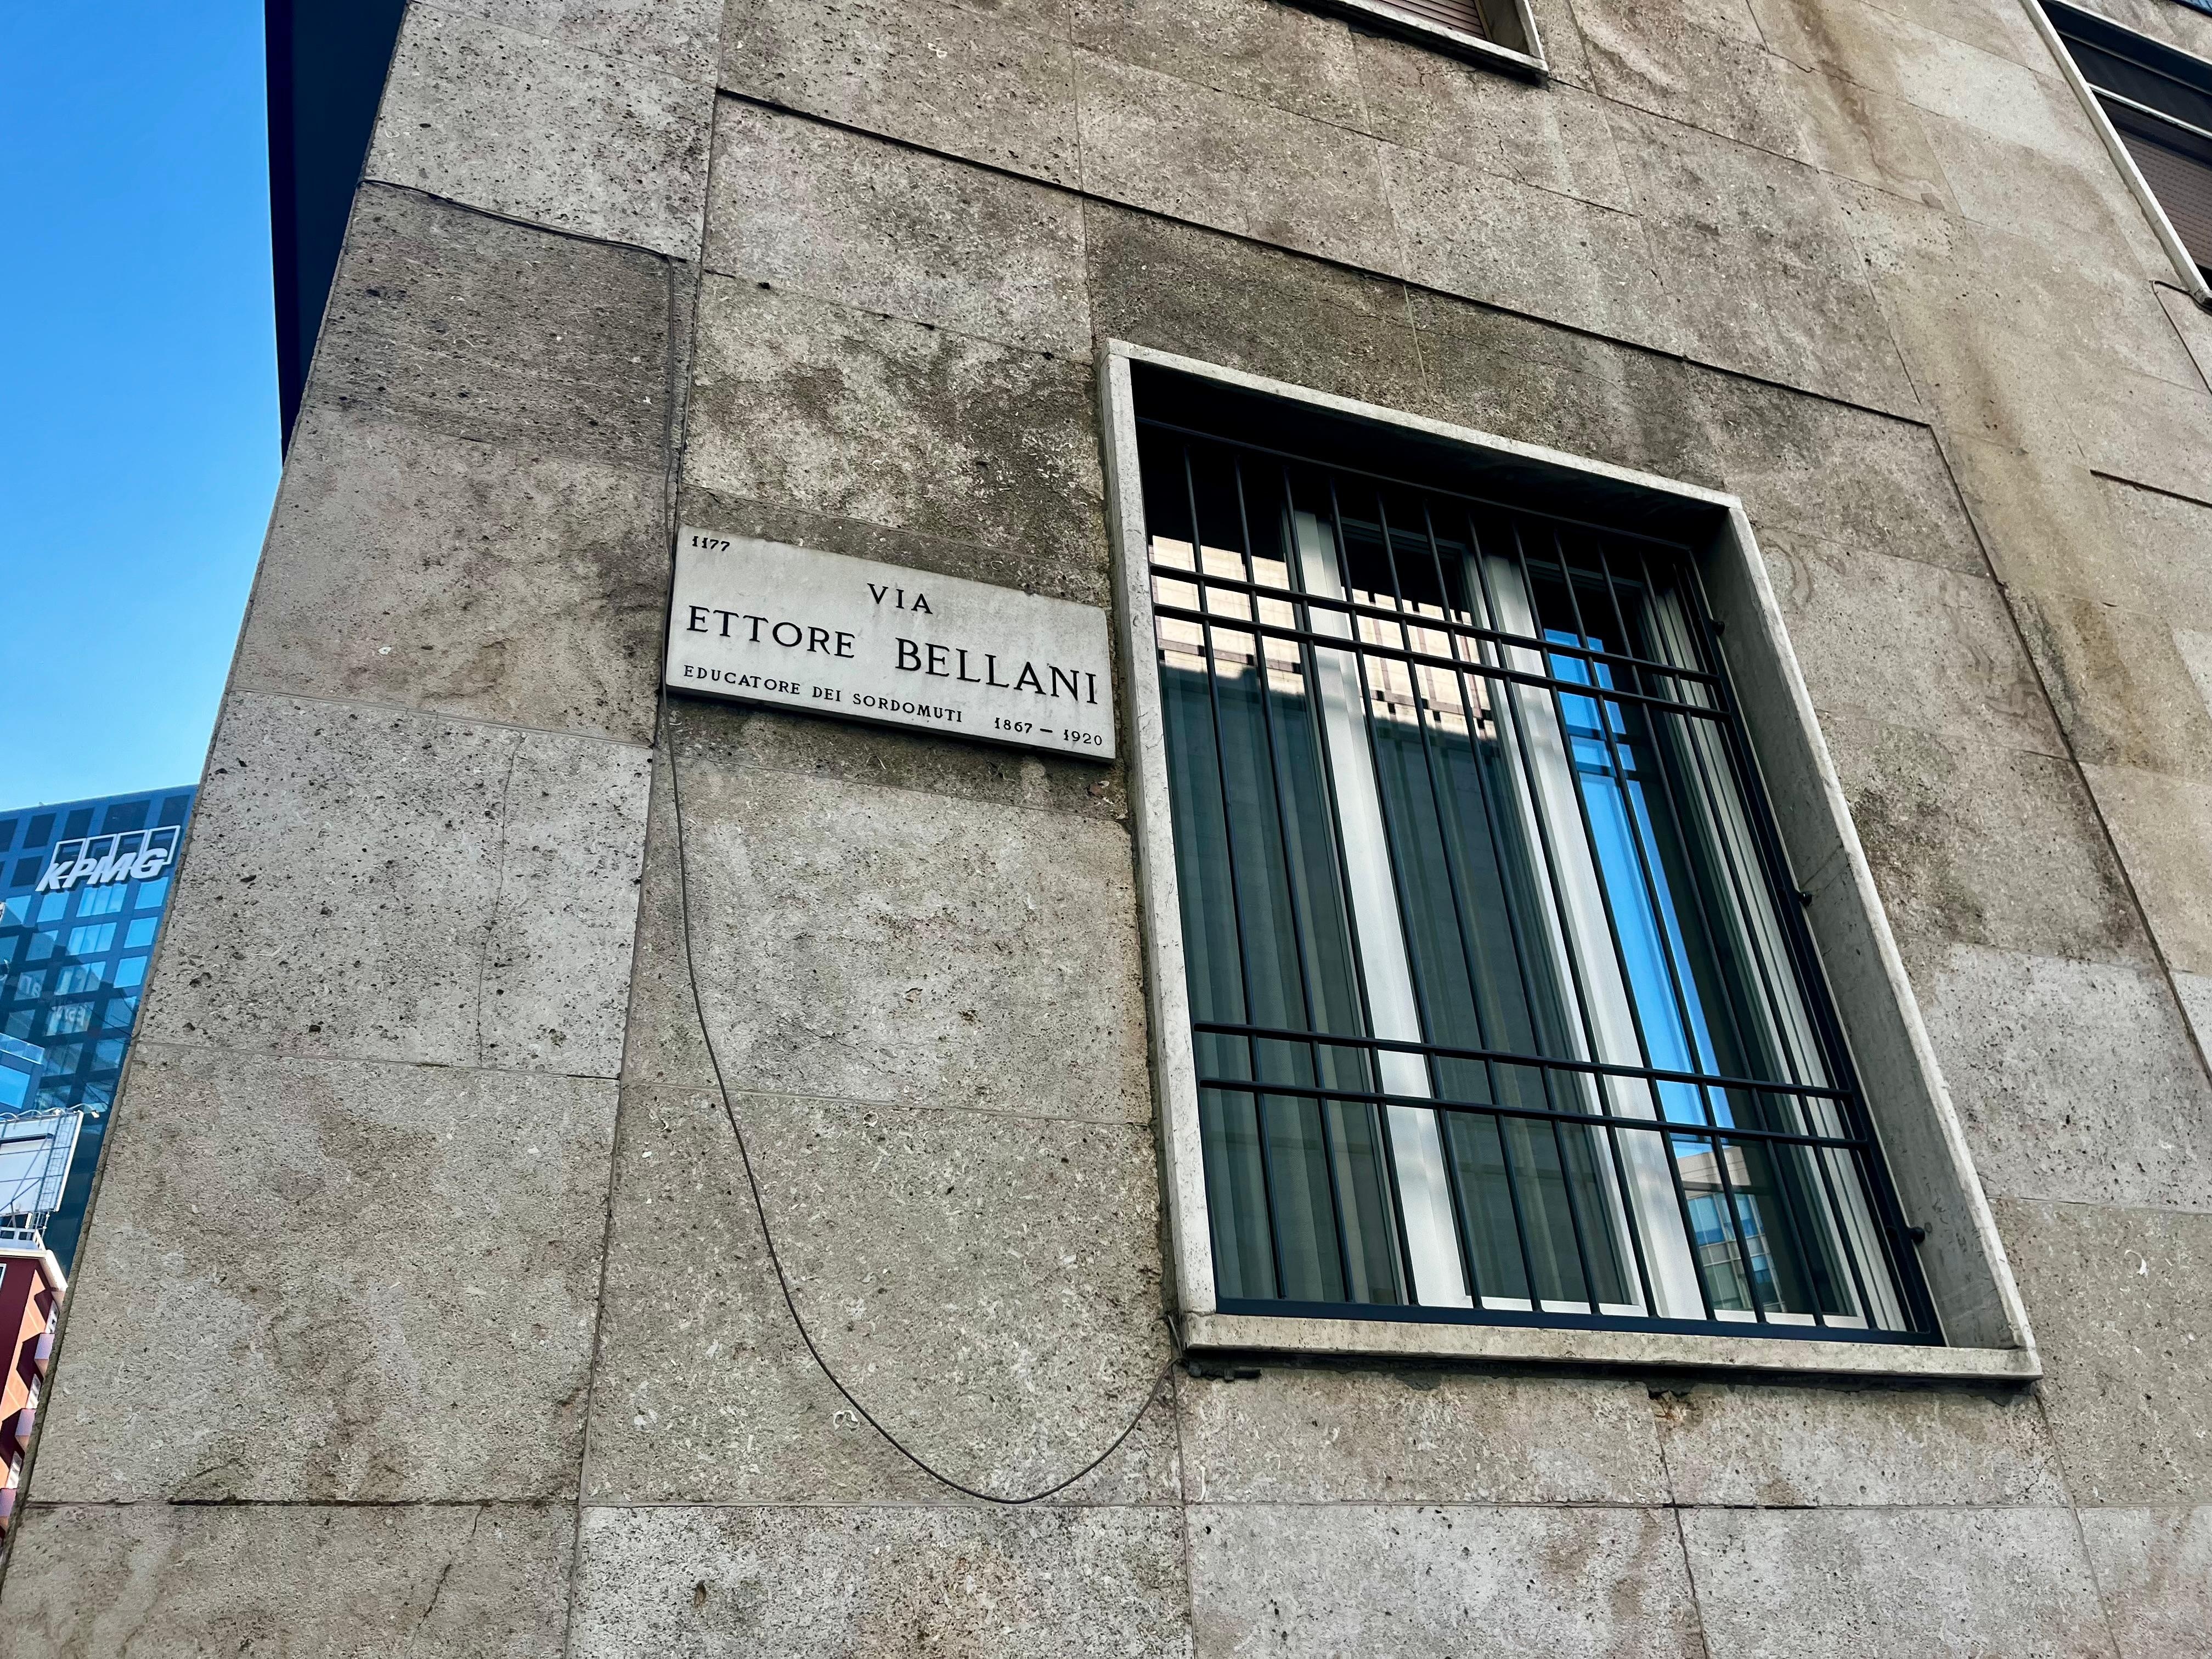 1177
VIA
ETTORE BELLANI
EDUCATORE DEI SORDOMUTI 1867 - 1920
KPMG